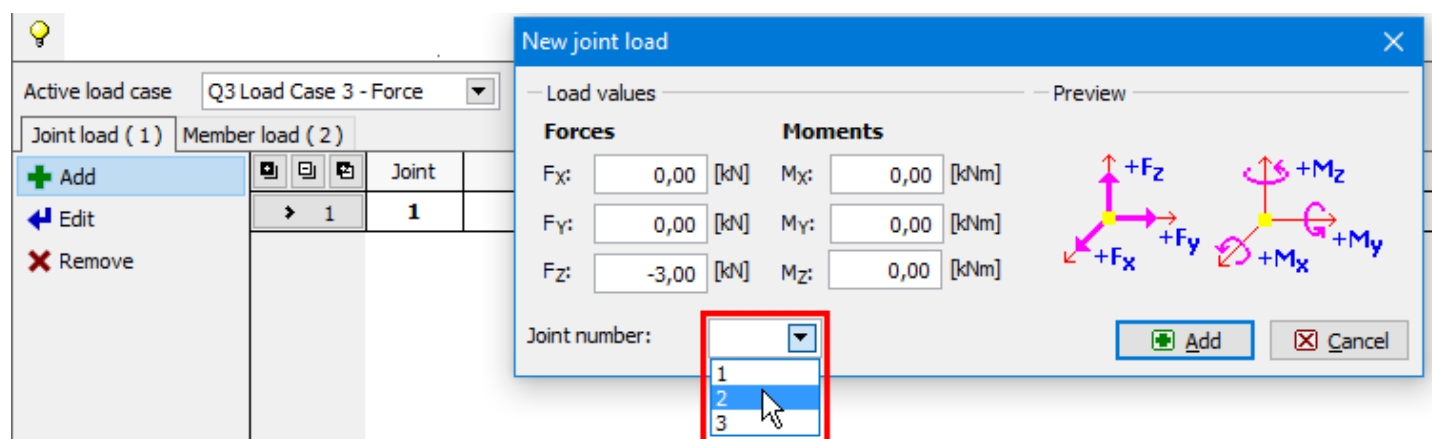 New joint load
Active load case Q3 Load Case 3 - Force
Joint load ( 1 ) Member load ( 2 )
Add
Edit
Remove
Joint
1 1
Load values
Forces Moments
FX: 0,00 [kN] MX: 0,00 [kNm]
FY: 0,00 [kN] MY: 0,00 [kNm]
FZ: -3,00 [kN] MZ: 0,00 [kNm]
Preview
+Fz +Mz
+Fy +My
+Fx +Mx
Joint number:
1
2
3
Add Cancel